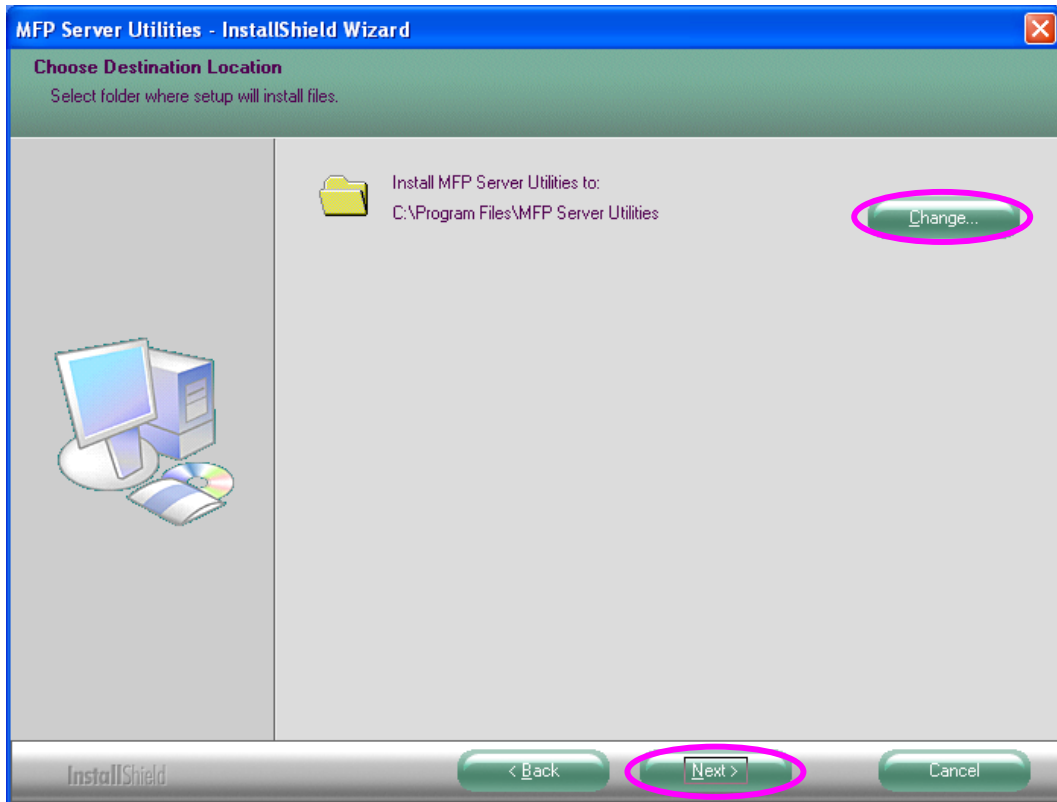 MFP Server Utilities - InstallShield Wizard
Choose Destination Location
Select folder where setup will install files.
Install MFP Server Utilities to:
C:\Program Files\MFP Server Utilities
Change...
InstallShield
< Back
Next >
Cancel